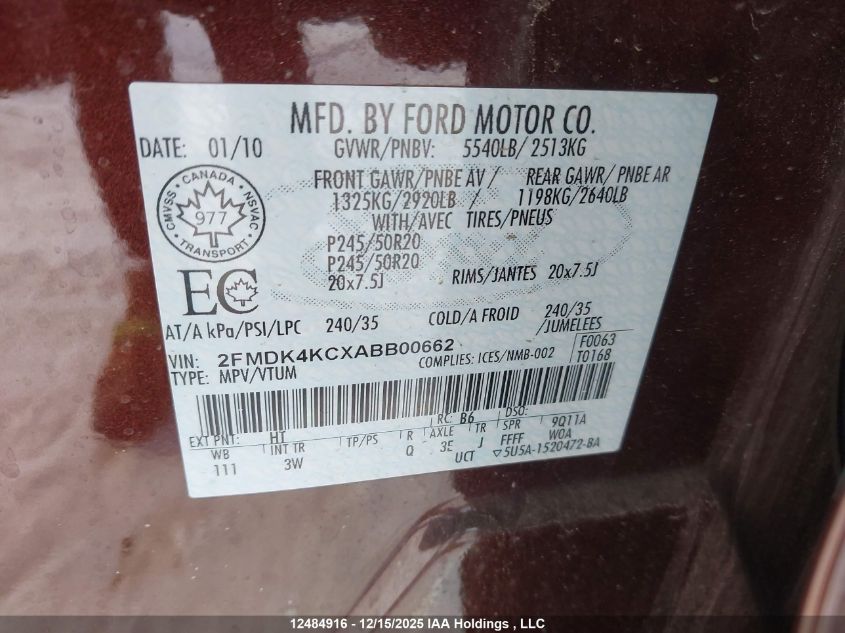 MFD. BY FORD MOTOR CO.
DATE: 01/10
GVWR/PNBV: 5540LB/ 2513KG
FRONT GAWR/PNBE AV / REAR GAWR/ PNBE AR
1325KG/2920LB / 1198KG/2640LB
WITH/AVEC TIRES/PNEUS
CANADA
CMVSS NSVAC
977
TRANSPORT
P245/50R20
P245/50R20
20x7.5J RIMS/JANTES 20x7.5J
EC
AT/A kPa/PSI/LPC 240/35 COLD/A FROID 240/35
/JUMELEES
VIN: 2FMDK4KCXABB00662 COMPLIES: ICES/NMB-002 F0063
TYPE: MPV/VTUM T0168
RC: B6 DSO:
EXT PNT: HT TP/PS R AXLE TR SPR 9Q11A
WB INT TR Q 3E J FFFF WOA
111 3W UCT ▽5U5A-1520472-BA
12484916 - 12/15/2025 IAA Holdings , LLC